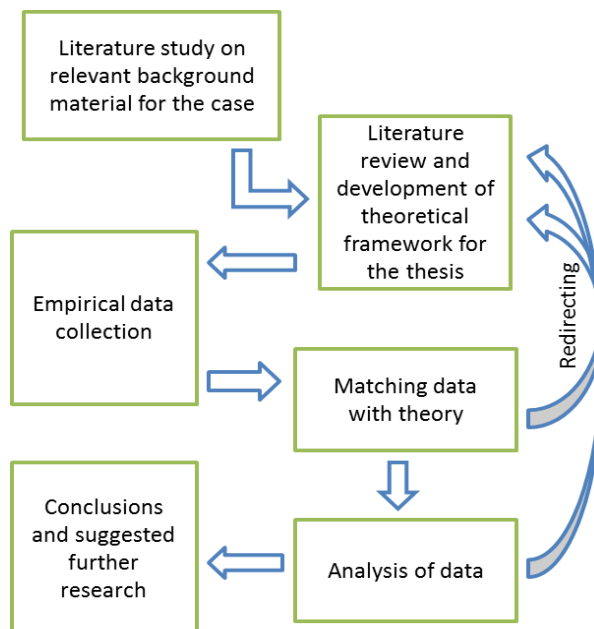 Literature study on
relevant background
material for the case
Literature
review and
development of
theoretical
framework for
the thesis
Empirical data
collection
Redirecting
Matching data
with theory
Conclusions
and suggested
further
research
Analysis of data